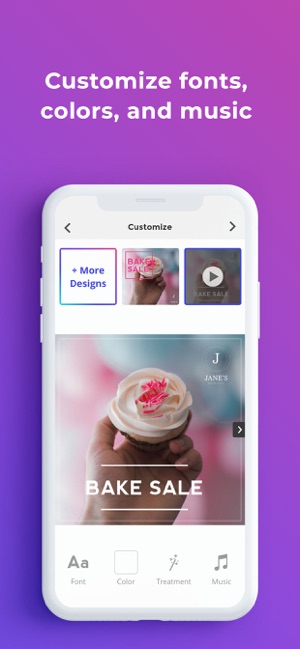 Customize fonts,
colors, and music
Customize
+ More
Designs
BAKE
SALE
BAKE SALE
J
JANE'S
BAKE SALE
Aa
Font
Color
Treatment
Music